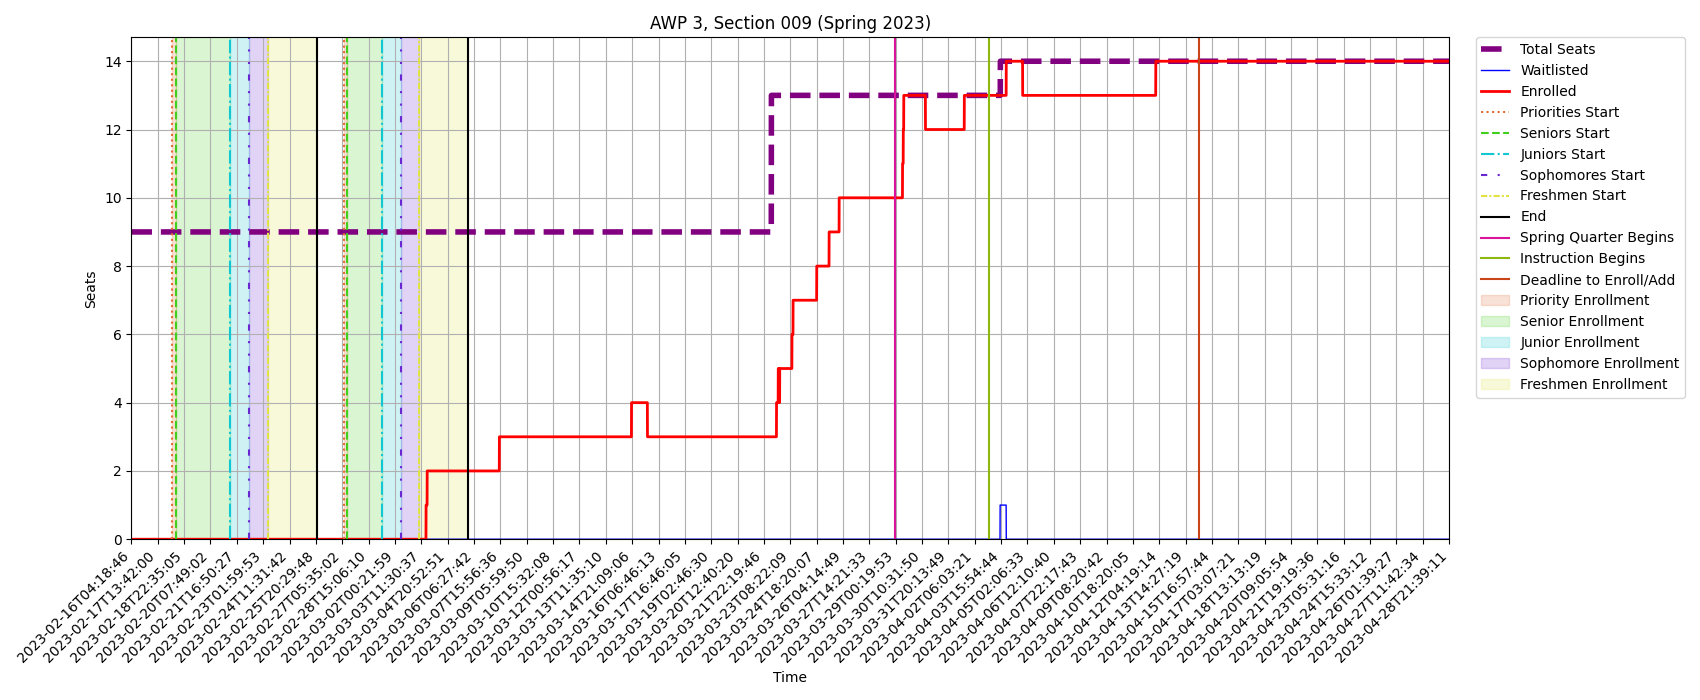 AWP 3, Section 009 (Spring 2023)
Seats
14
12
10
8
6
4
2
0
2023-02-16T04:18:46
2023-02-17T13:42:00
2023-02-18T22:35:05
2023-02-20T07:49:02
2023-02-21T16:50:27
2023-02-23T01:59:53
2023-02-24T11:31:42
2023-02-25T20:29:48
2023-02-27T05:35:02
2023-02-28T15:06:10
2023-03-02T00:21:59
2023-03-03T11:30:37
2023-03-04T20:52:51
2023-03-06T06:27:42
2023-03-07T15:56:36
2023-03-09T05:59:50
2023-03-10T15:32:08
2023-03-12T00:56:17
2023-03-13T11:35:10
2023-03-14T21:09:06
2023-03-16T06:46:13
2023-03-17T16:46:05
2023-03-19T02:46:30
2023-03-20T12:40:20
2023-03-21T22:19:46
2023-03-23T08:22:09
2023-03-24T18:20:07
2023-03-26T04:14:49
2023-03-27T14:21:33
2023-03-29T00:19:53
2023-03-30T10:31:50
2023-03-31T20:13:49
2023-04-02T06:03:21
2023-04-03T15:54:44
2023-04-05T02:06:33
2023-04-06T12:10:40
2023-04-07T22:17:43
2023-04-09T08:20:42
2023-04-10T18:20:05
2023-04-12T04:19:14
2023-04-13T14:27:19
2023-04-15T16:57:44
2023-04-17T03:07:21
2023-04-18T13:13:19
2023-04-20T09:05:54
2023-04-21T19:19:36
2023-04-23T05:31:16
2023-04-24T15:33:12
2023-04-26T01:39:27
2023-04-27T11:42:34
2023-04-28T21:39:11
Time
Total Seats
Waitlisted
Enrolled
Priorities Start
Seniors Start
Juniors Start
Sophomores Start
Freshmen Start
End
Spring Quarter Begins
Instruction Begins
Deadline to Enroll/Add
Priority Enrollment
Senior Enrollment
Junior Enrollment
Sophomore Enrollment
Freshmen Enrollment